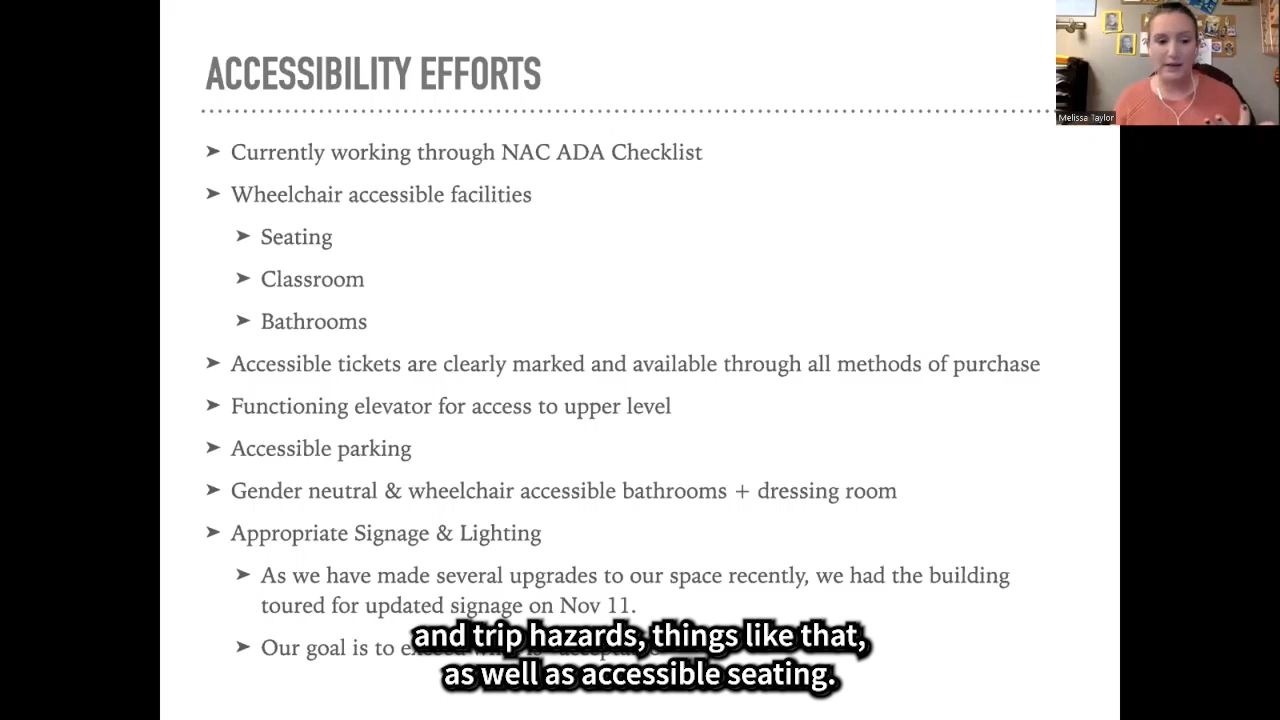 ACCESSIBILITY EFFORTS
Melissa Taylor
➤ Currently working through NAC ADA Checklist
➤ Wheelchair accessible facilities
➤ Seating
➤ Classroom
➤ Bathrooms
➤ Accessible tickets are clearly marked and available through all methods of purchase
➤ Functioning elevator for access to upper level
➤ Accessible parking
➤ Gender neutral & wheelchair accessible bathrooms + dressing room
➤ Appropriate Signage & Lighting
➤ As we have made several upgrades to our space recently, we had the building
toured for updated signage on Nov 11.
➤ Our goal is to
and trip hazards, things like that,
as well as accessible seating.